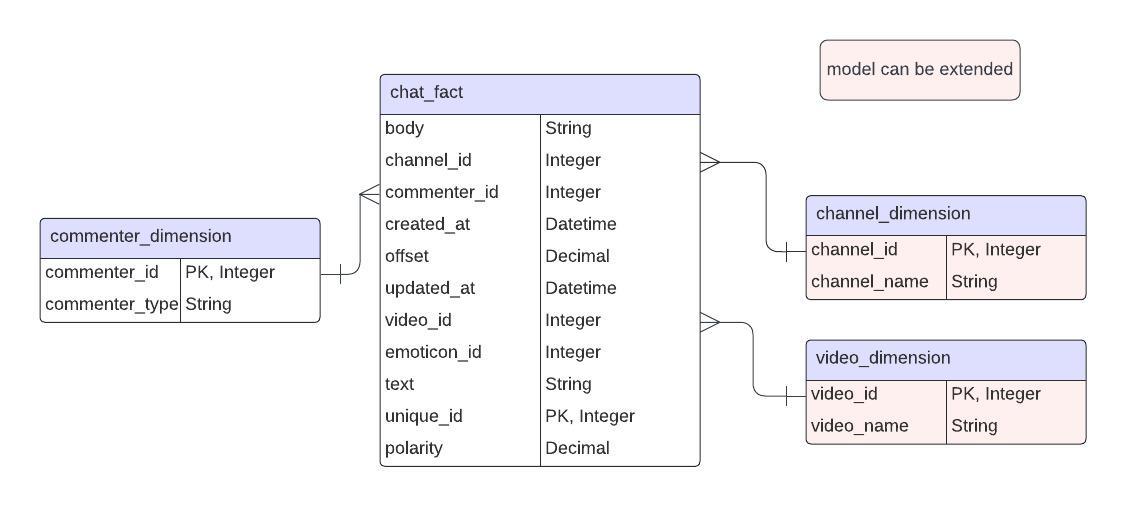 model can be extended
chat_fact
body String
channel_id Integer
commenter_id Integer
created_at Datetime
offset Decimal
updated_at Datetime
video_id Integer
emoticon_id Integer
text String
unique_id PK, Integer
polarity Decimal
commenter_dimension
commenter_id PK, Integer
commenter_type String
channel_dimension
channel_id PK, Integer
channel_name String
video_dimension
video_id PK, Integer
video_name String